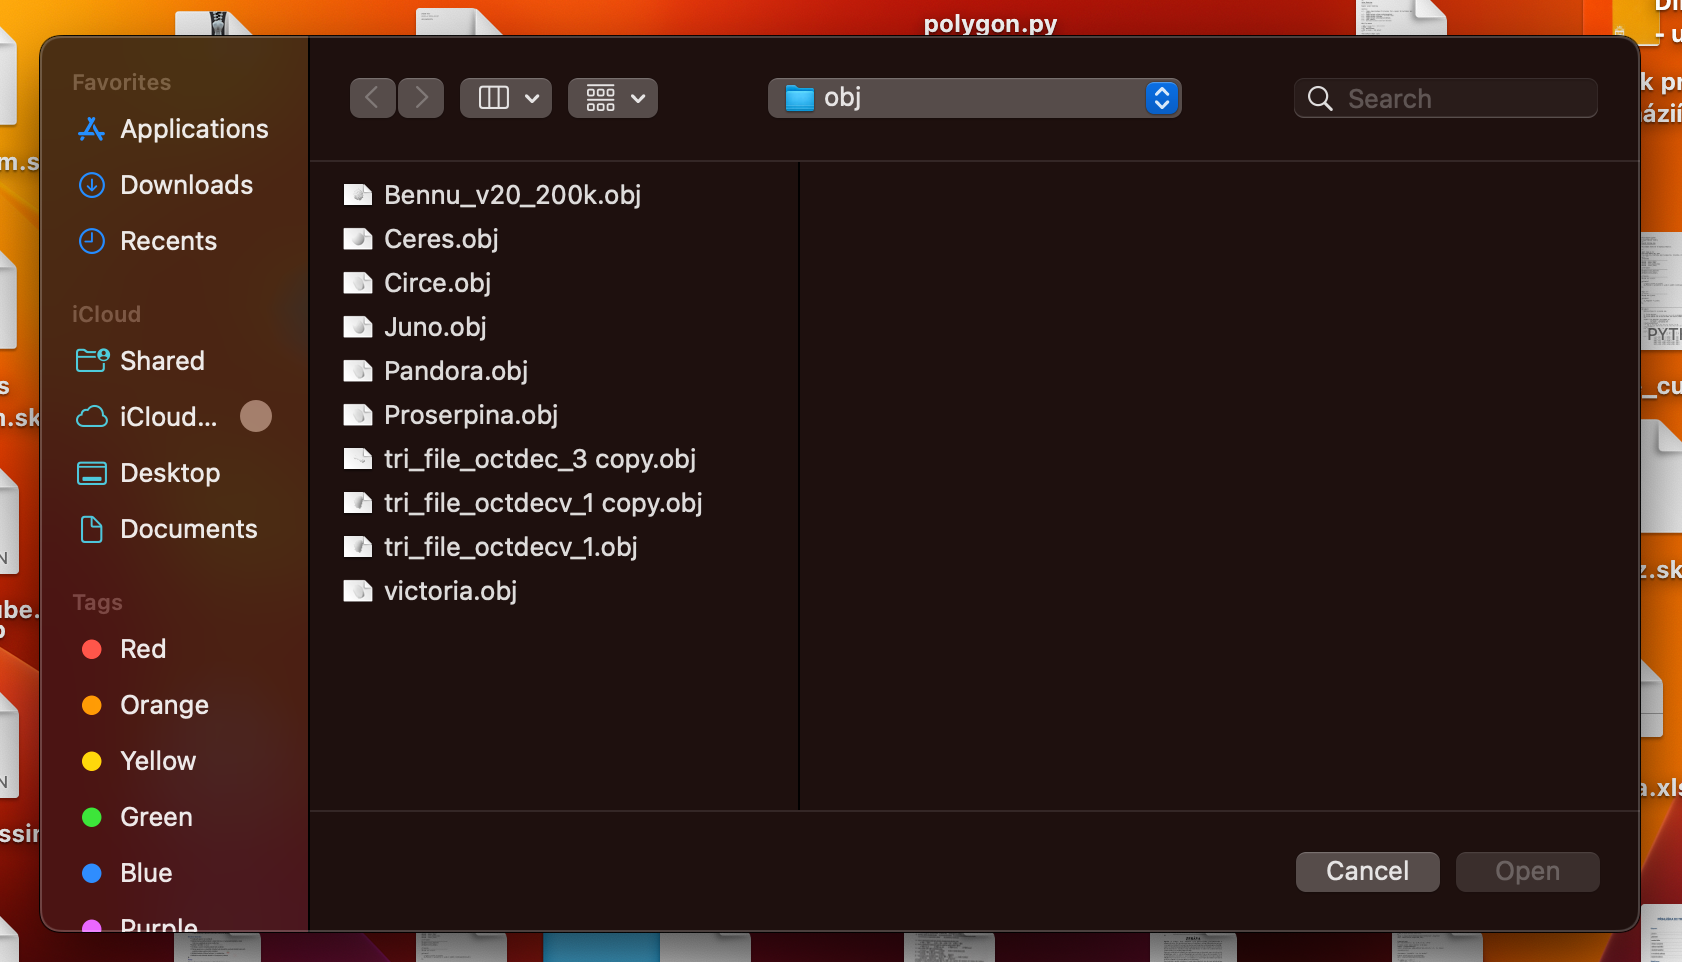 polygon.py
Favorites
Applications
Downloads
Recents
iCloud
Shared
iCloud...
Desktop
Documents
Tags
Red
Orange
Yellow
Green
Blue
Purple
obj
Search
Bennu_v20_200k.obj
Ceres.obj
Circe.obj
Juno.obj
Pandora.obj
Proserpina.obj
tri_file_octdec_3 copy.obj
tri_file_octdecv_1 copy.obj
tri_file_octdecv_1.obj
victoria.obj
Cancel
Open